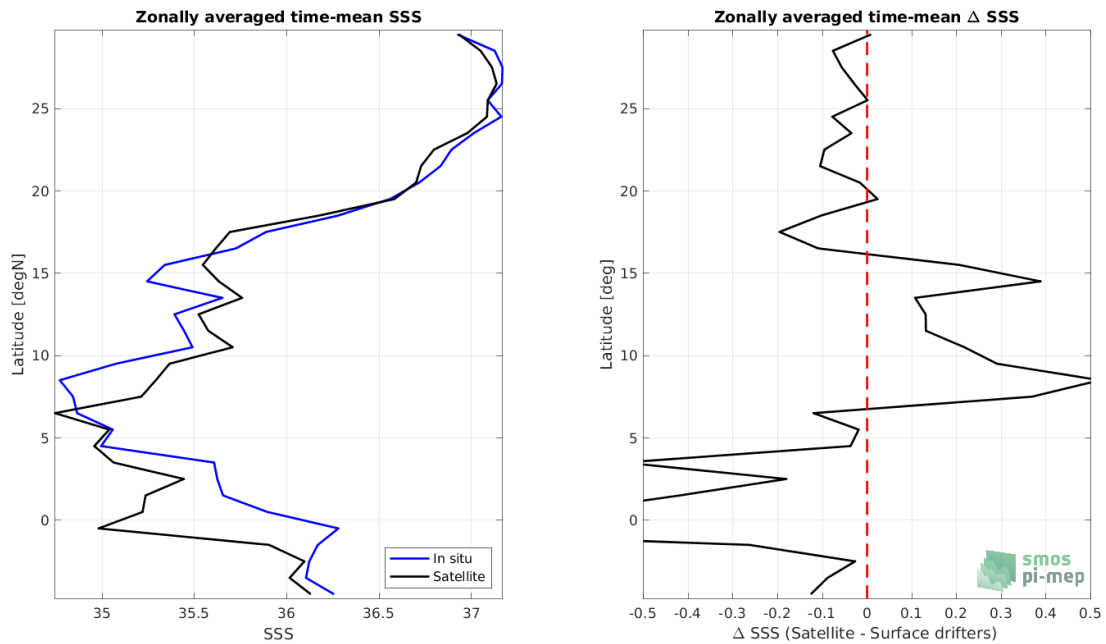 Zonally averaged time-mean SSS
Latitude [degN]
25
20
15
10
5
0
35
35.5
36
36.5
37
SSS
In situ
Satellite
Zonally averaged time-mean Δ SSS
Latitude [deg]
25
20
15
10
5
0
-0.5
-0.4
-0.3
-0.2
-0.1
0
0.1
0.2
0.3
0.4
0.5
Δ SSS (Satellite - Surface drifters)
smos
pi-mep